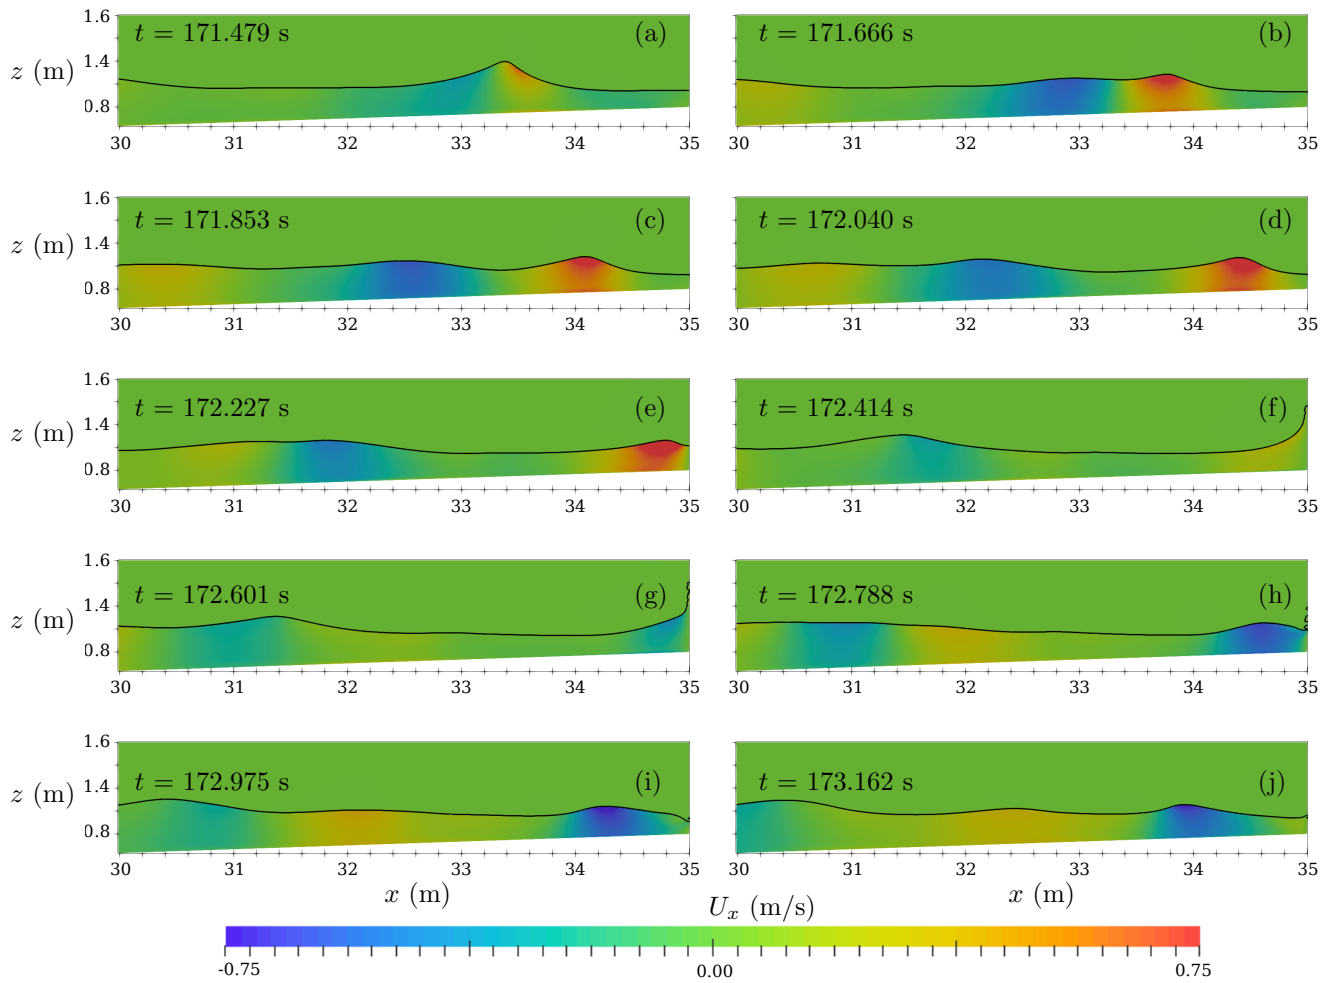 1.6
t = 171.479 s (a)
1.4
z (m)
0.8
30 31 32 33 34 35
t = 171.666 s (b)
30 31 32 33 34 35
1.6
t = 171.853 s (c)
1.4
z (m)
0.8
30 31 32 33 34 35
t = 172.040 s (d)
30 31 32 33 34 35
1.6
t = 172.227 s (e)
1.4
z (m)
0.8
30 31 32 33 34 35
t = 172.414 s (f)
30 31 32 33 34 35
1.6
t = 172.601 s (g)
1.4
z (m)
0.8
30 31 32 33 34 35
t = 172.788 s (h)
30 31 32 33 34 35
1.6
t = 172.975 s (i)
1.4
z (m)
0.8
30 31 32 33 34 35
x (m)
t = 173.162 s (j)
30 31 32 33 34 35
x (m)
U_x (m/s)
-0.75 0.00 0.75